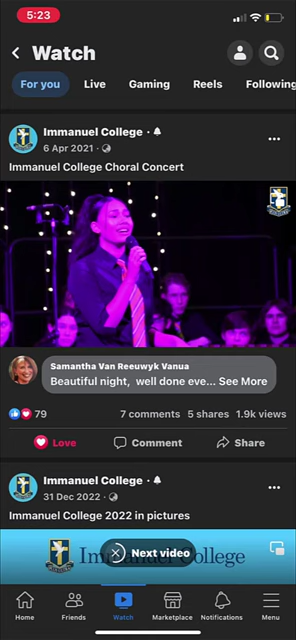 5:23
Watch
For you Live Gaming Reels Following
Immanuel College ·
6 Apr 2021 ·
Immanuel College Choral Concert
Samantha Van Reeuwyk Vanua
Beautiful night, well done eve... See More
79 7 comments 5 shares 1.9k views
Love Comment Share
Immanuel College ·
31 Dec 2022 ·
Immanuel College 2022 in pictures
Immanuel College
Next video
Home Friends Watch Marketplace Notifications Menu